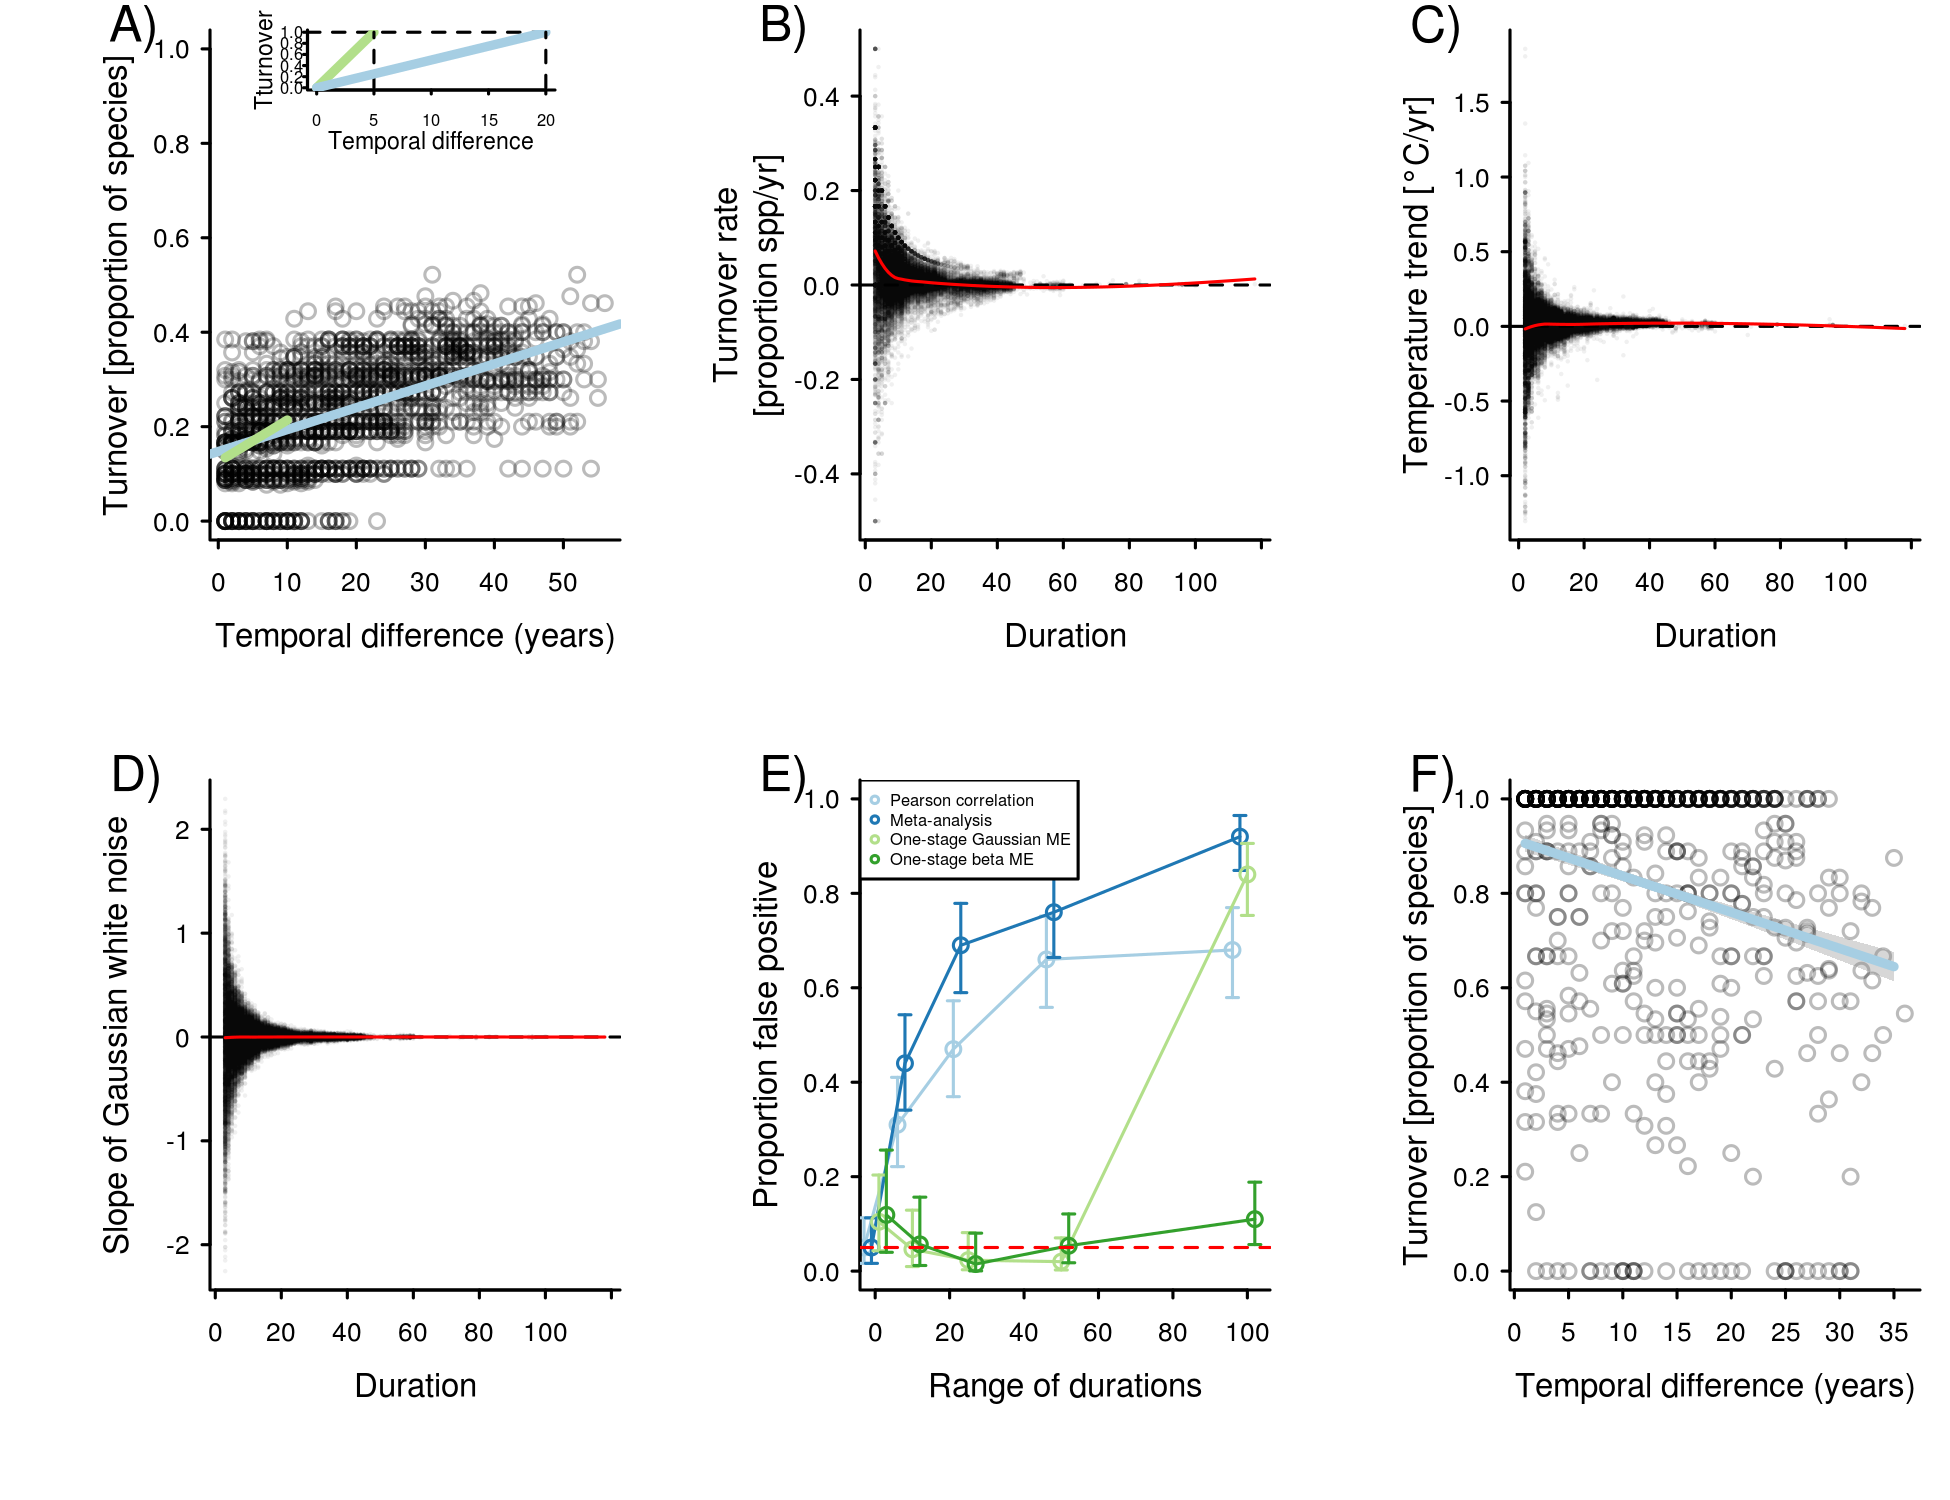 A)
Turnover [proportion of species]
1.0
0.8
0.6
0.4
0.2
0.0
0 10 20 30 40 50
Temporal difference (years)
Tturnover
1.0
0.8
0.6
0.4
0.2
0.0
0 5 10 15 20
Temporal difference
B)
Turnover rate
[proportion spp/yr]
0.4
0.2
0.0
-0.2
-0.4
0 20 40 60 80 100
Duration
C)
Temperature trend [°C/yr]
1.5
1.0
0.5
0.0
-0.5
-1.0
0 20 40 60 80 100
Duration
D)
Slope of Gaussian white noise
2
1
0
-1
-2
0 20 40 60 80 100
Duration
E)
Proportion false positive
1.0
0.8
0.6
0.4
0.2
0.0
Pearson correlation
Meta-analysis
One-stage Gaussian ME
One-stage beta ME
0 20 40 60 80 100
Range of durations
F)
Turnover [proportion of species]
1.0
0.8
0.6
0.4
0.2
0.0
0 5 10 15 20 25 30 35
Temporal difference (years)